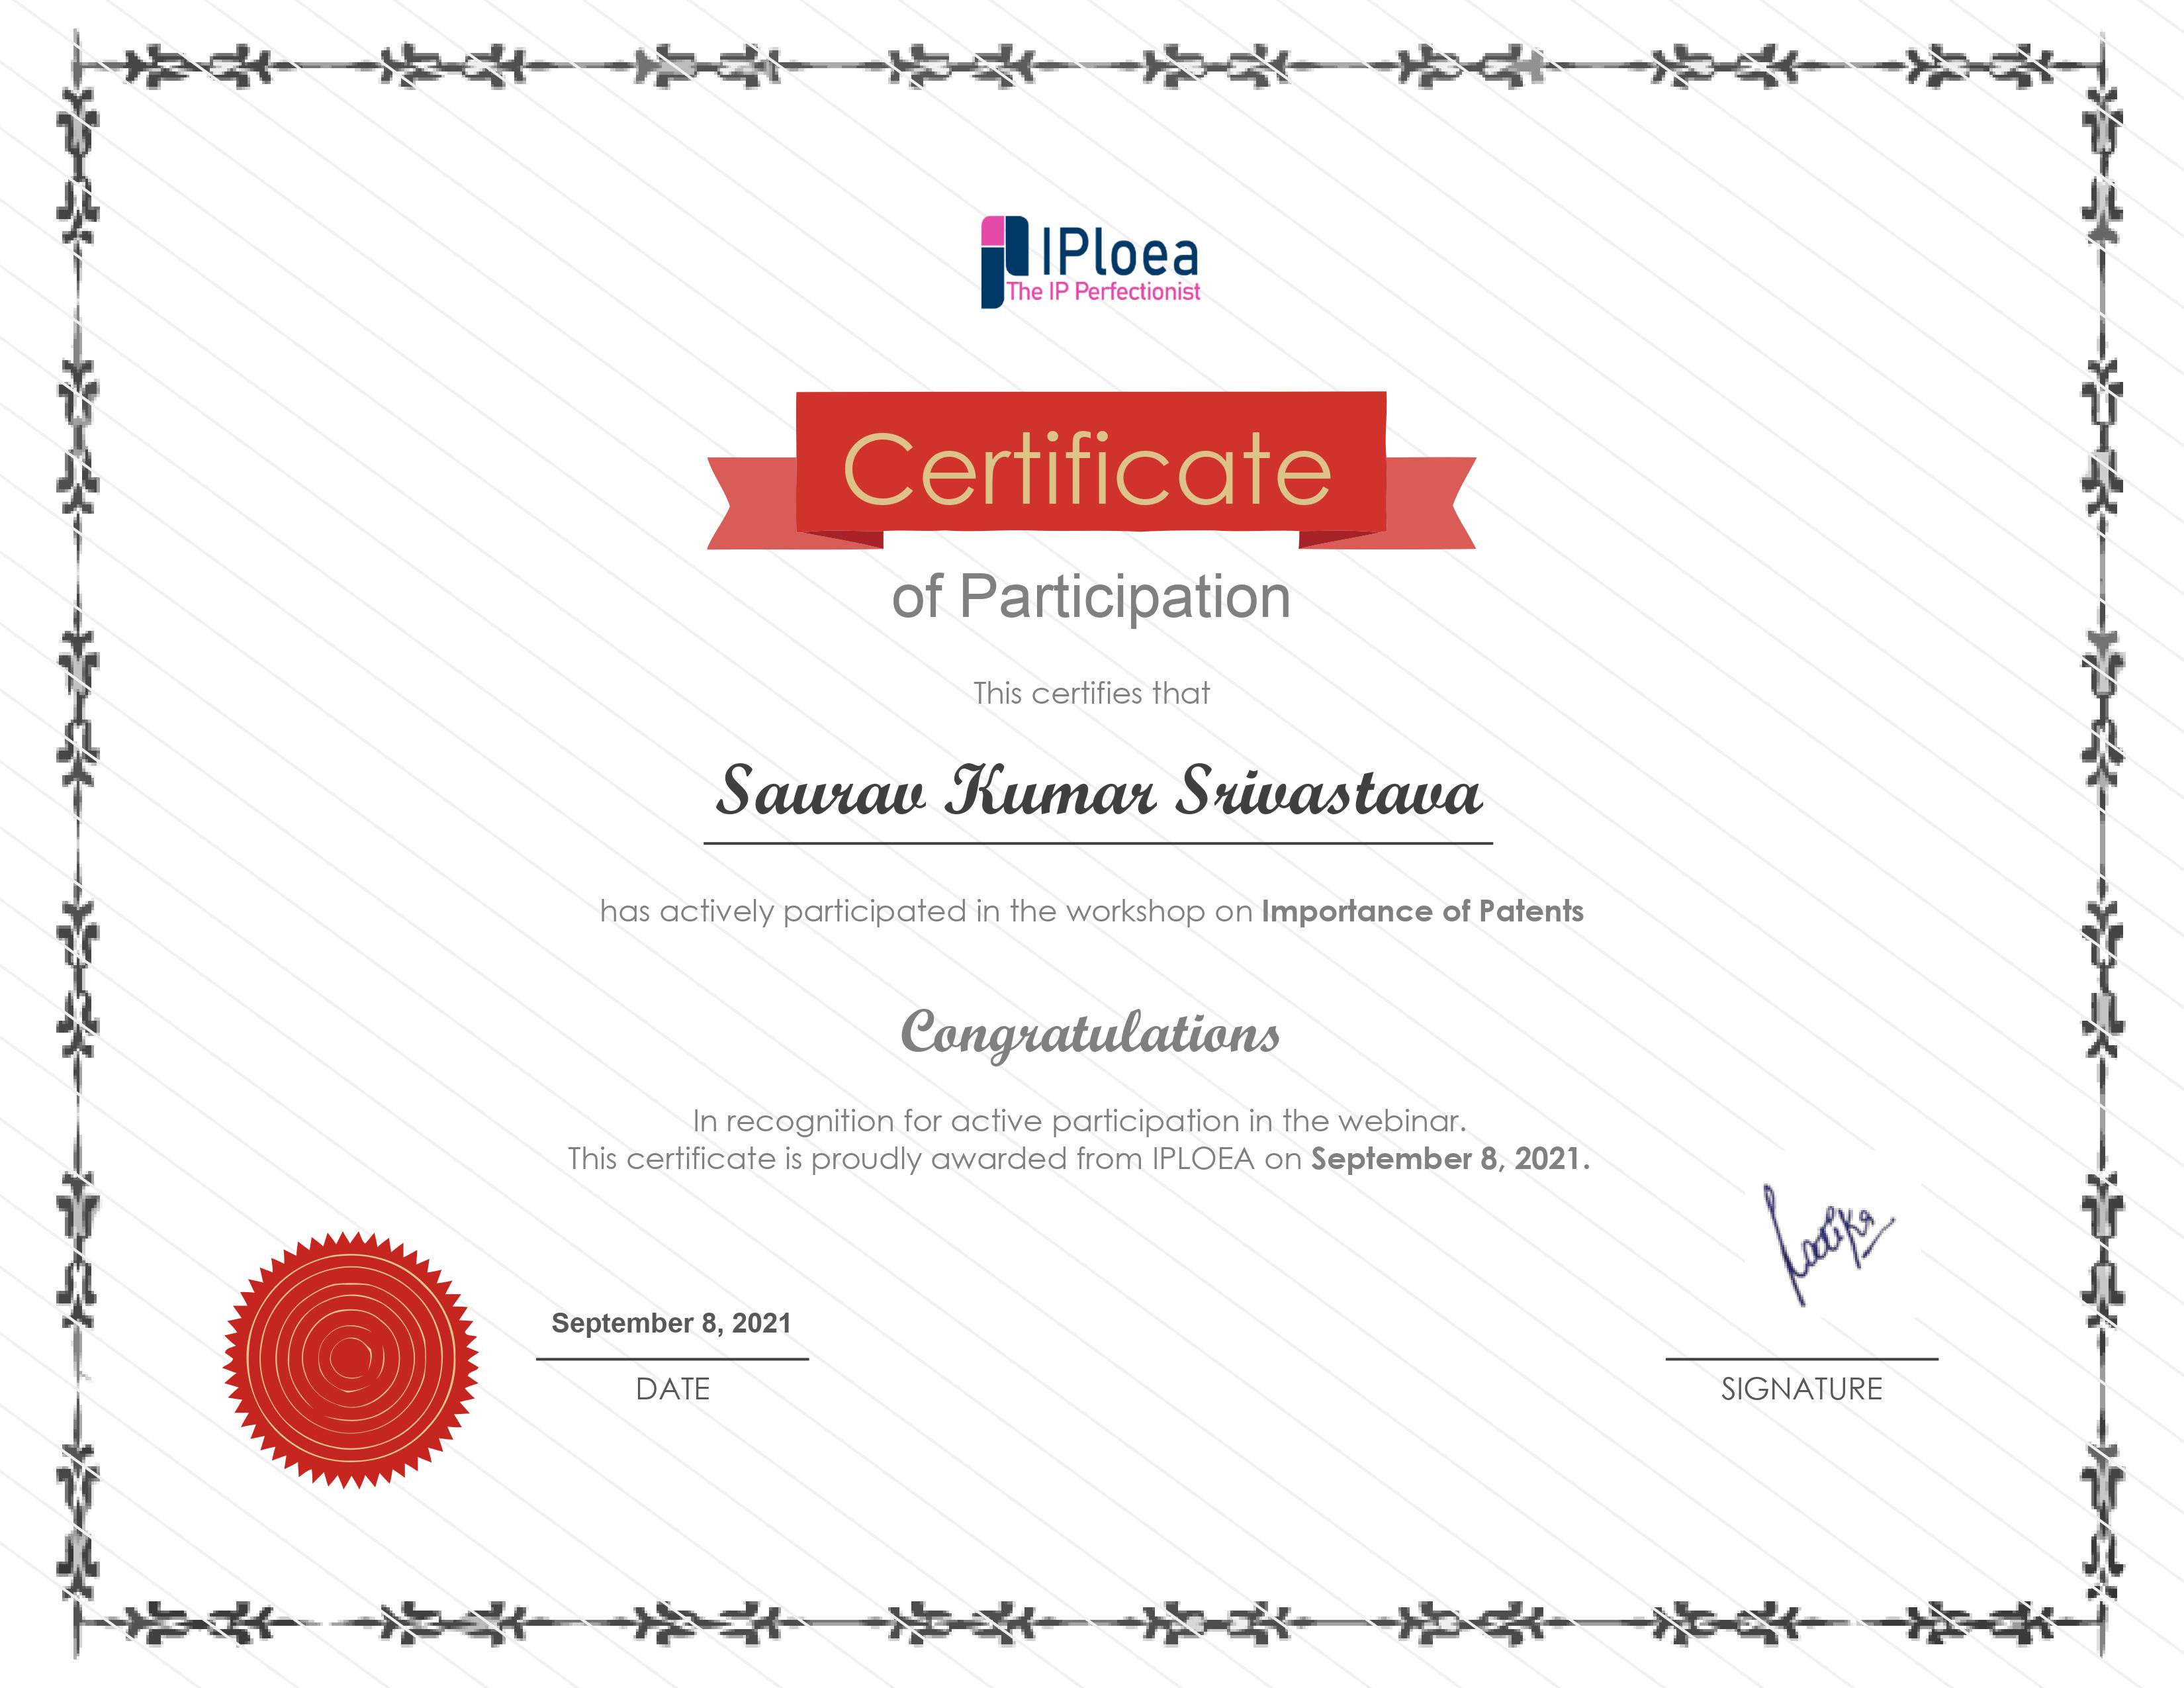 IPloea
The IP Perfectionist
Certificate
of Participation
This certifies that
Saurav Kumar Srivastava
has actively participated in the workshop on Importance of Patents
Congratulations
In recognition for active participation in the webinar.
This certificate is proudly awarded from IPLOEA on September 8, 2021.
September 8, 2021
DATE
SIGNATURE